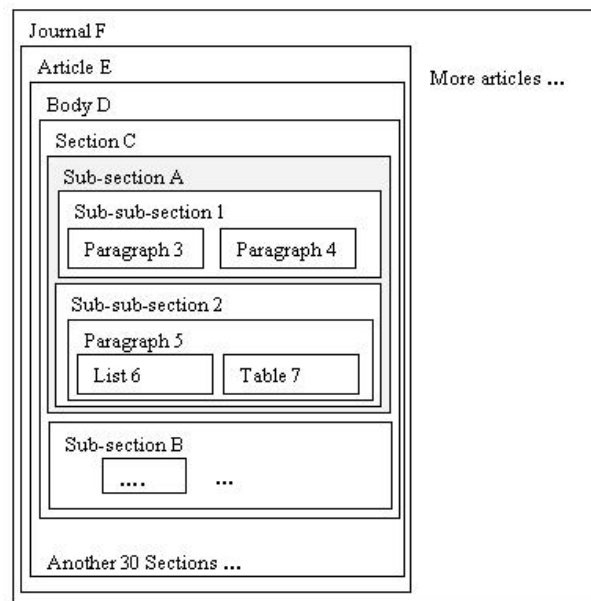 Journal F
Article E
More articles ...
Body D
Section C
Sub-section A
Sub-sub-section 1
Paragraph 3
Paragraph 4
Sub-sub-section 2
Paragraph 5
List 6
Table 7
Sub-section B
.... ...
Another 30 Sections ...